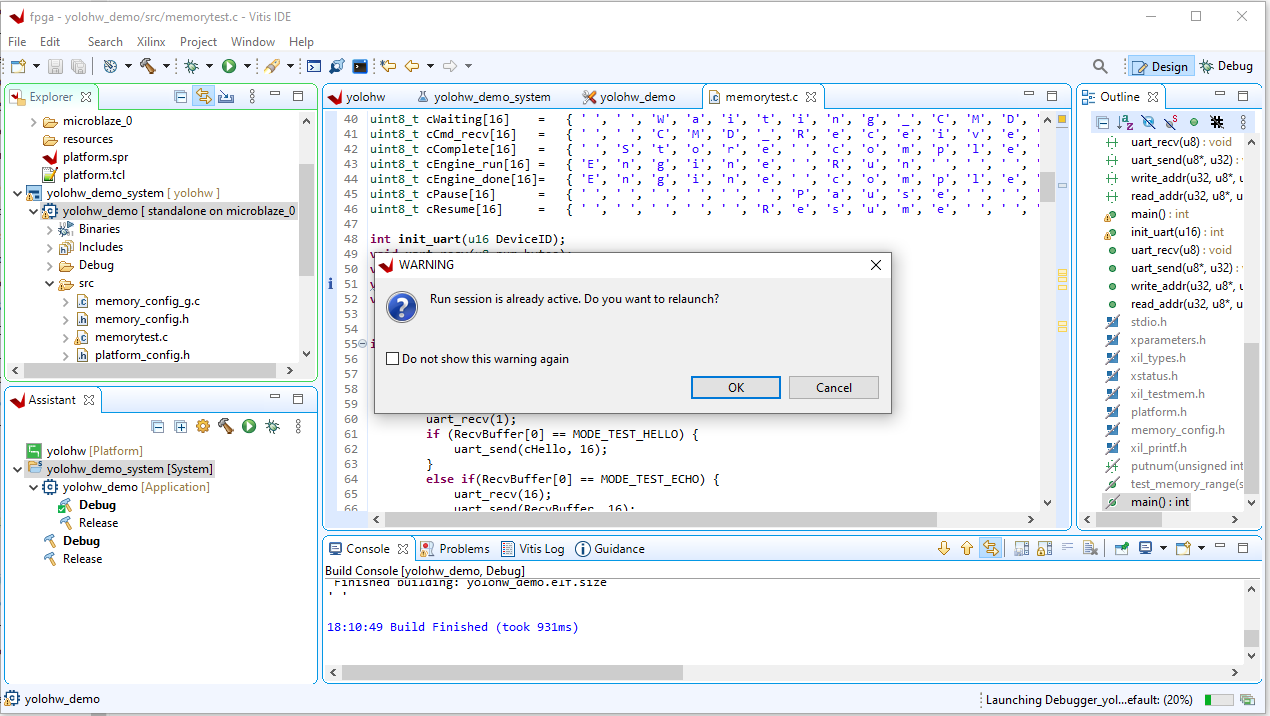 fpga - yolohw_demo/src/memorytest.c - Vitis IDE
File Edit Search Xilinx Project Window Help
Design Debug
Explorer
microblaze_0
resources
platform.spr
platform.tcl
yolohw_demo_system [ yolohw ]
yolohw_demo [ standalone on microblaze_0
Binaries
Includes
Debug
src
memory_config_g.c
memory_config.h
memorytest.c
platform_config.h
Assistant
yolohw [Platform]
yolohw_demo_system [System]
yolohw_demo [Application]
Debug
Release
Debug
Release
yolohw yolohw_demo_system yolohw_demo memorytest.c
40 uint8_t cWaiting[16] = { ' ', ' ', 'W', 'a', 'i', 't', 'i', 'n', 'g', '_', 'C', 'M', 'D', '
41 uint8_t cCmd_recv[16] = { ' ', ' ', 'C', 'M', 'D', '_', 'R', 'e', 'c', 'e', 'i', 'v', 'e', '
42 uint8_t cComplete[16] = { ' ', 'S', 't', 'o', 'r', 'e', ' ', 'c', 'o', 'm', 'p', 'l', 'e', '
43 uint8_t cEngine_run[16] = { 'E', 'n', 'g', 'i', 'n', 'e', ' ', 'R', 'u', 'n', ' ', ' ', ' ', '
44 uint8_t cEngine_done[16]= { 'E', 'n', 'g', 'i', 'n', 'e', ' ', 'c', 'o', 'm', 'p', 'l', 'e', '
45 uint8_t cPause[16] = { ' ', ' ', ' ', ' ', ' ', ' ', 'P', 'a', 'u', 's', 'e', ' ', ' ', '
46 uint8_t cResume[16] = { ' ', ' ', ' ', ' ', ' ', 'R', 'e', 's', 'u', 'm', 'e', ' ', ' ', '
47
48 int init_uart(u16 DeviceID);
49
50
51
52
53
54
55
56
57
58
59
60 uart_recv(1);
61 if (RecvBuffer[0] == MODE_TEST_HELLO) {
62 uart_send(cHello, 16);
63 }
64 else if(RecvBuffer[0] == MODE_TEST_ECHO) {
65 uart_recv(16);
66 uart_send(RecvBuffer, 16);
WARNING
Run session is already active. Do you want to relaunch?
Do not show this warning again
OK Cancel
Outline
uart_recv(u8) : void
uart_send(u8*, u32) : v
write_addr(u32, u8*, u
read_addr(u32, u8*, u3
main() : int
init_uart(u16) : int
uart_recv(u8) : void
uart_send(u8*, u32) : v
write_addr(u32, u8*, u
read_addr(u32, u8*, u3
stdio.h
xparameters.h
xil_types.h
xstatus.h
xil_testmem.h
platform.h
memory_config.h
xil_printf.h
putnum(unsigned int
test_memory_range(s
main() : int
Console Problems Vitis Log Guidance
Build Console [yolohw_demo, Debug]
'Finished building: yolohw_demo.elf.size
' '
18:10:49 Build Finished (took 931ms)
yolohw_demo
Launching Debugger_yol...efault: (20%)